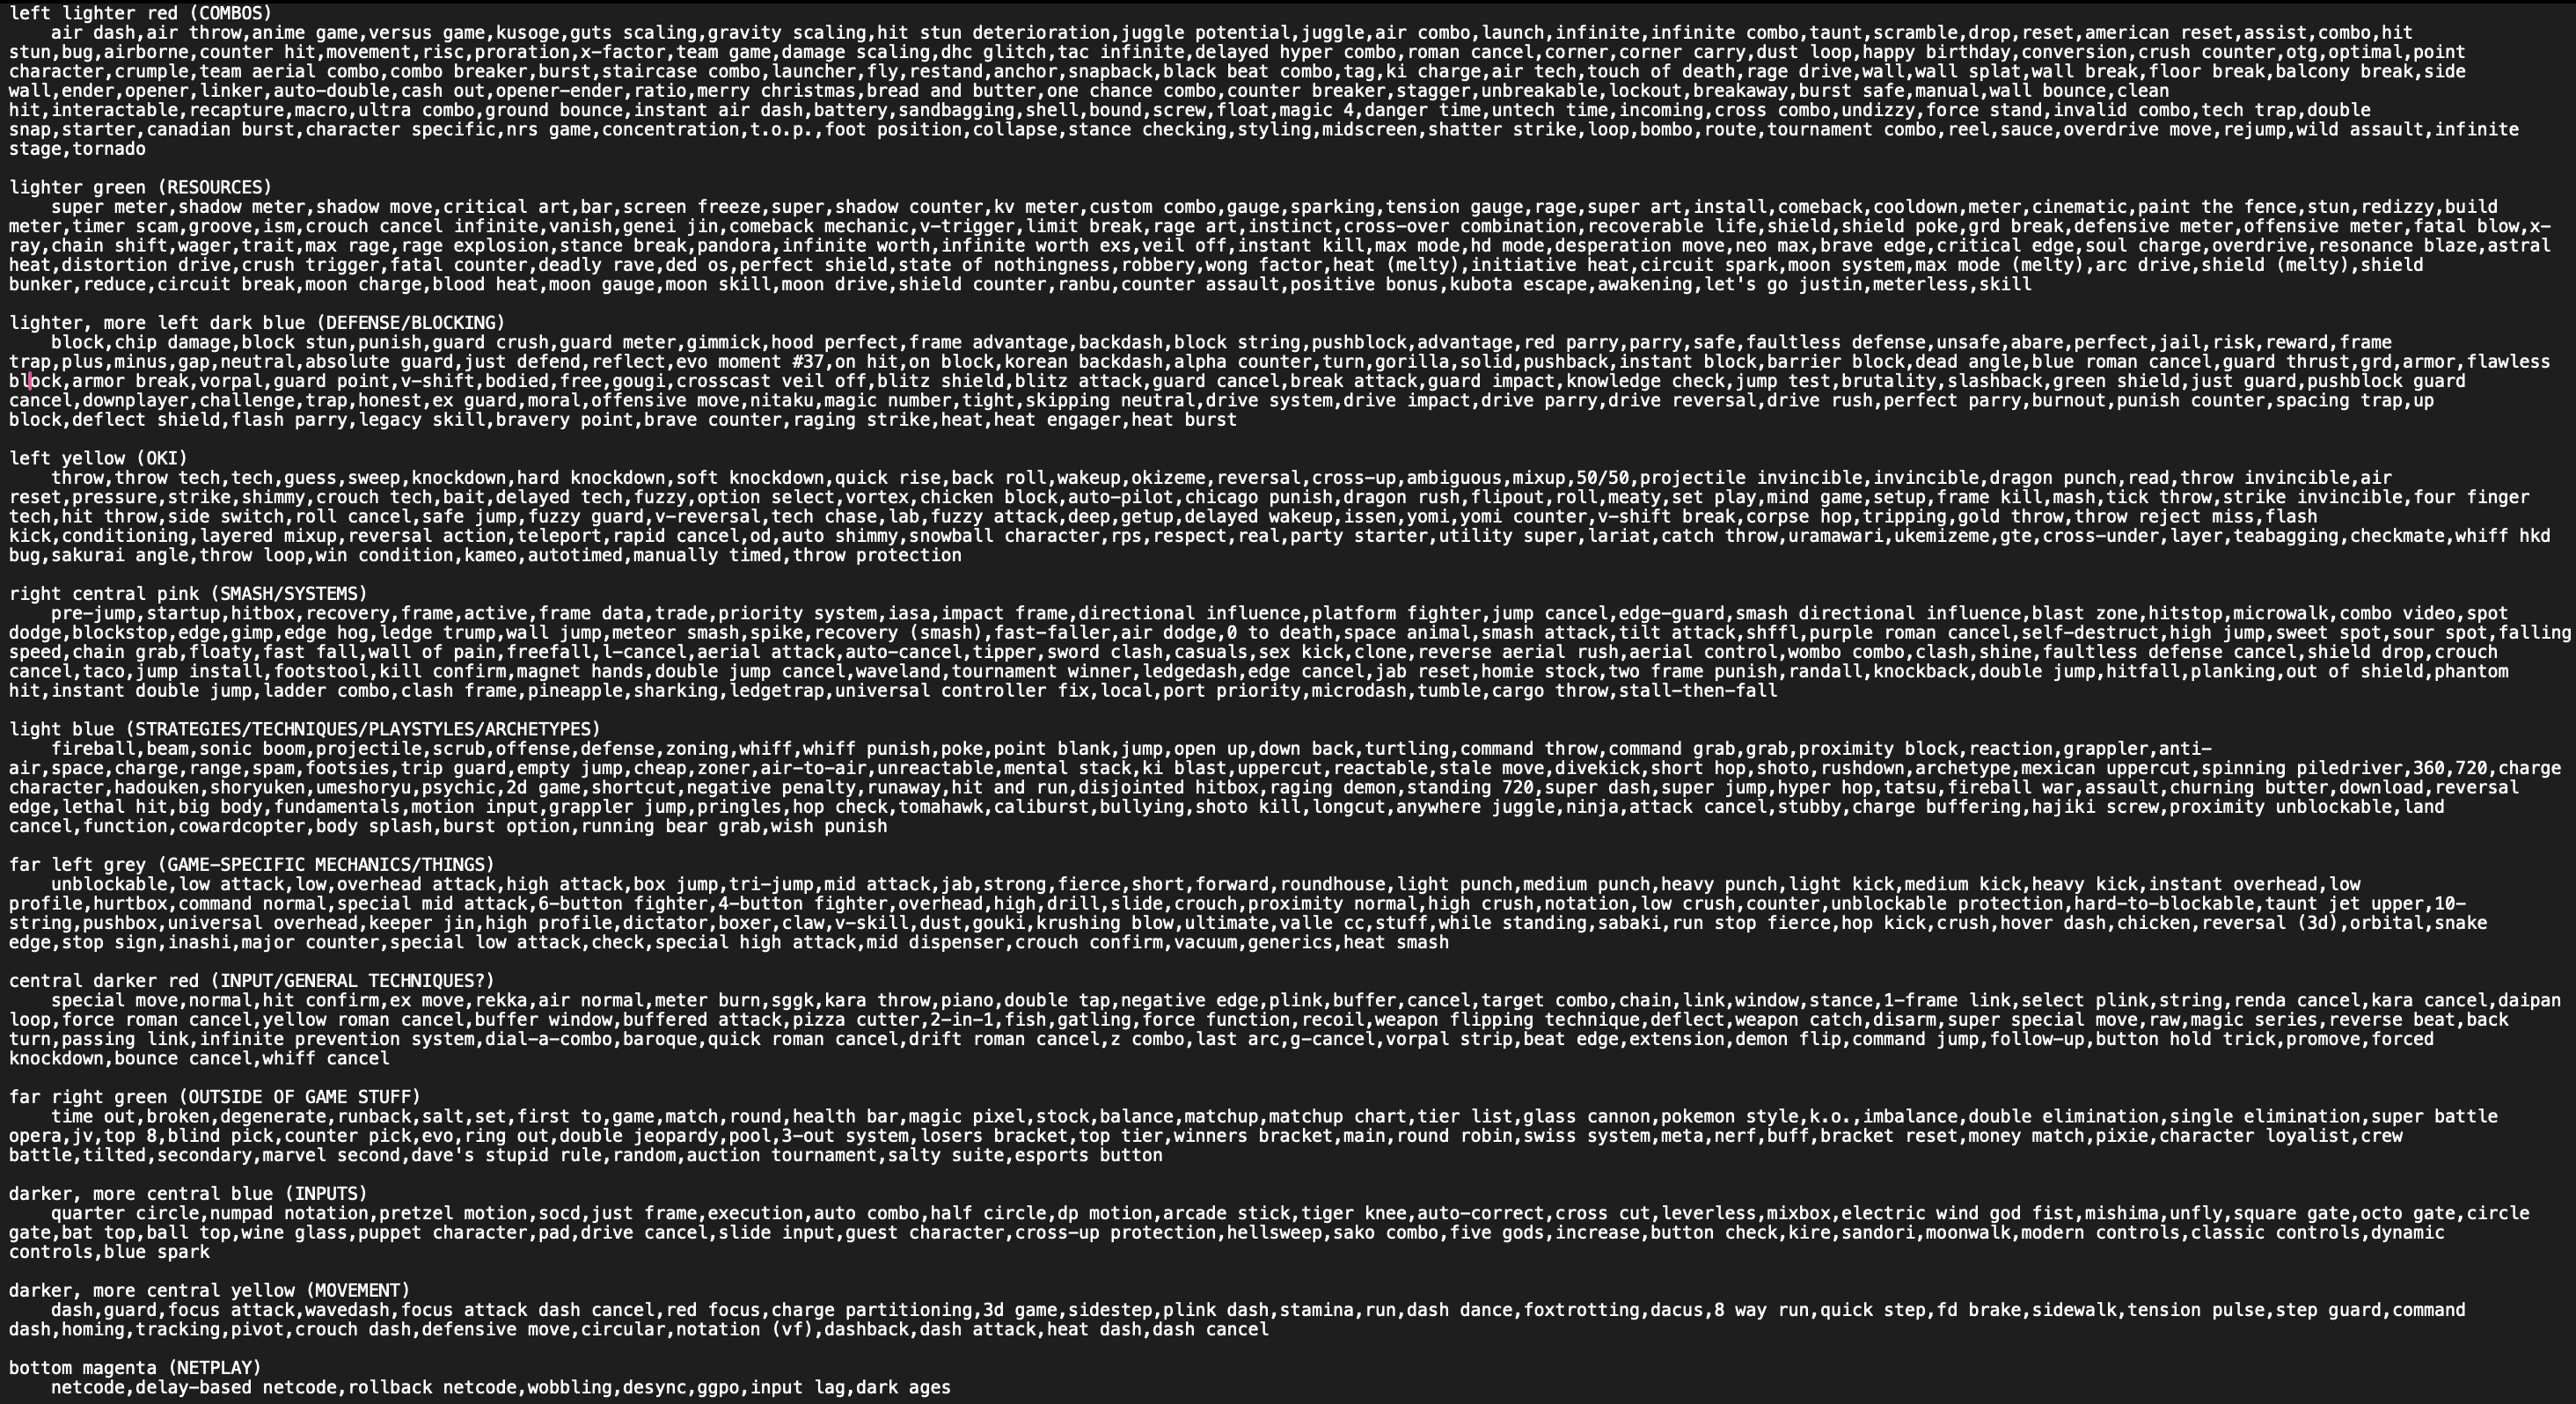 left lighter red (COMBOS)
air dash,air throw,anime game,versus game,kusoge,guts scaling,gravity scaling,hit stun deterioration,juggle potential,juggle,air combo,launch,infinite,infinite combo,taunt,scramble,drop,reset,american reset,assist,combo,hit
stun,bug,airborne,counter hit,movement,risc,proration,x-factor,team game,damage scaling,dhc glitch,tac infinite,delayed hyper combo,roman cancel,corner,corner carry,dust loop,happy birthday,conversion,crush counter,otg,optimal,point
character,crumple,team aerial combo,combo breaker,burst,staircase combo,launcher,fly,restand,anchor,snapback,black beat combo,tag,ki charge,air tech,touch of death,rage drive,wall,wall splat,wall break,floor break,balcony break,side
wall,ender,opener,linker,auto-double,cash out,opener-ender,ratio,merry christmas,bread and butter,one chance combo,counter breaker,stagger,unbreakable,lockout,breakaway,burst safe,manual,wall bounce,clean
hit,interactable,recapture,macro,ultra combo,ground bounce,instant air dash,battery,sandbagging,shell,bound,screw,float,magic 4,danger time,untech time,incoming,cross combo,undizzy,force stand,invalid combo,tech trap,double
snap,starter,canadian burst,character specific,nrs game,concentration,t.o.p.,foot position,collapse,stance checking,styling,midscreen,shatter strike,loop,bombo,route,tournament combo,reel,sauce,overdrive move,rejump,wild assault,infinite
stage,tornado
lighter green (RESOURCES)
super meter,shadow meter,shadow move,critical art,bar,screen freeze,super,shadow counter,kv meter,custom combo,gauge,sparking,tension gauge,rage,super art,install,comeback,cooldown,meter,cinematic,paint the fence,stun,redizzy,build
meter,timer scam,groove,ism,crouch cancel infinite,vanish,genei jin,comeback mechanic,v-trigger,limit break,rage art,instinct,cross-over combination,recoverable life,shield,shield poke,grd break,defensive meter,offensive meter,fatal blow,x-
ray,chain shift,wager,trait,max rage,rage explosion,stance break,pandora,infinite worth,infinite worth exs,veil off,instant kill,max mode,hd mode,desperation move,neo max,brave edge,critical edge,soul charge,overdrive,resonance blaze,astral
heat,distortion drive,crush trigger,fatal counter,deadly rave,ded os,perfect shield,state of nothingness,robbery,wong factor,heat (melty),initiative heat,circuit spark,moon system,max mode (melty),arc drive,shield (melty),shield
bunker,reduce,circuit break,moon charge,blood heat,moon gauge,moon skill,moon drive,shield counter,ranbu,counter assault,positive bonus,kubota escape,awakening,let's go justin,meterless,skill
lighter, more left dark blue (DEFENSE/BLOCKING)
block,chip damage,block stun,punish,guard crush,guard meter,gimmick,hood perfect,frame advantage,backdash,block string,pushblock,advantage,red parry,parry,safe,faultless defense,unsafe,abare,perfect,jail,risk,reward,frame
trap,plus,minus,gap,neutral,absolute guard,just defend,reflect,evo moment #37,on hit,on block,korean backdash,alpha counter,turn,gorilla,solid,pushback,instant block,barrier block,dead angle,blue roman cancel,guard thrust,grd,armor,flawless
block,armor break,vorpal,guard point,v-shift,bodied,free,gougi,crosscast veil off,blitz shield,blitz attack,guard cancel,break attack,guard impact,knowledge check,jump test,brutality,slashback,green shield,just guard,pushblock guard
cancel,downplayer,challenge,trap,honest,ex guard,moral,offensive move,nitaku,magic number,tight,skipping neutral,drive system,drive impact,drive parry,drive reversal,drive rush,perfect parry,burnout,punish counter,spacing trap,up
block,deflect shield,flash parry,legacy skill,bravery point,brave counter,raging strike,heat,heat engager,heat burst
left yellow (OKI)
throw,throw tech,tech,guess,sweep,knockdown,hard knockdown,soft knockdown,quick rise,back roll,wakeup,okizeme,reversal,cross-up,ambiguous,mixup,50/50,projectile invincible,invincible,dragon punch,read,throw invincible,air
reset,pressure,strike,shimmy,crouch tech,bait,delayed tech,fuzzy,option select,vortex,chicken block,auto-pilot,chicago punish,dragon rush,flipout,roll,meaty,set play,mind game,setup,frame kill,mash,tick throw,strike invincible,four finger
tech,hit throw,side switch,roll cancel,safe jump,fuzzy guard,v-reversal,tech chase,lab,fuzzy attack,deep,getup,delayed wakeup,issen,yomi,yomi counter,v-shift break,corpse hop,tripping,gold throw,throw reject miss,flash
kick,conditioning,layered mixup,reversal action,teleport,rapid cancel,od,auto shimmy,snowball character,rps,respect,real,party starter,utility super,lariat,catch throw,uramawari,ukemizeme,gte,cross-under,layer,teabagging,checkmate,whiff hkd
bug,sakurai angle,throw loop,win condition,kameo,autotimed,manually timed,throw protection
right central pink (SMASH/SYSTEMS)
pre-jump,startup,hitbox,recovery,frame,active,frame data,trade,priority system,iasa,impact frame,directional influence,platform fighter,jump cancel,edge-guard,smash directional influence,blast zone,hitstop,microwalk,combo video,spot
dodge,blockstop,edge,gimp,edge hog,ledge trump,wall jump,meteor smash,spike,recovery (smash),fast-faller,air dodge,0 to death,space animal,smash attack,tilt attack,shffl,purple roman cancel,self-destruct,high jump,sweet spot,sour spot,falling
speed,chain grab,floaty,fast fall,wall of pain,freefall,l-cancel,aerial attack,auto-cancel,tipper,sword clash,casuals,sex kick,clone,reverse aerial rush,aerial control,wombo combo,clash,shine,faultless defense cancel,shield drop,crouch
cancel,taco,jump install,footstool,kill confirm,magnet hands,double jump cancel,waveland,tournament winner,ledgedash,edge cancel,jab reset,homie stock,two frame punish,randall,knockback,double jump,hitfall,planking,out of shield,phantom
hit,instant double jump,ladder combo,clash frame,pineapple,sharking,ledgetrap,universal controller fix,local,port priority,microdash,tumble,cargo throw,stall-then-fall
light blue (STRATEGIES/TECHNIQUES/PLAYSTYLES/ARCHETYPES)
fireball,beam,sonic boom,projectile,scrub,offense,defense,zoning,whiff,whiff punish,poke,point blank,jump,open up,down back,turtling,command throw,command grab,grab,proximity block,reaction,grappler,anti-
air,space,charge,range,spam,footsies,trip guard,empty jump,cheap,zoner,air-to-air,unreactable,mental stack,ki blast,uppercut,reactable,stale move,divekick,short hop,shoto,rushdown,archetype,mexican uppercut,spinning piledriver,360,720,charge
character,hadouken,shoryuken,umeshoryu,psychic,2d game,shortcut,negative penalty,runaway,hit and run,disjointed hitbox,raging demon,standing 720,super dash,super jump,hyper hop,tatsu,fireball war,assault,churning butter,download,reversal
edge,lethal hit,big body,fundamentals,motion input,grappler jump,pringles,hop check,tomahawk,caliburst,bullying,shoto kill,longcut,anywhere juggle,ninja,attack cancel,stubby,charge buffering,hajiki screw,proximity unblockable,land
cancel,function,cowardcopter,body splash,burst option,running bear grab,wish punish
far left grey (GAME-SPECIFIC MECHANICS/THINGS)
unblockable,low attack,low,overhead attack,high attack,box jump,tri-jump,mid attack,jab,strong,fierce,short,forward,roundhouse,light punch,medium punch,heavy punch,light kick,medium kick,heavy kick,instant overhead,low
profile,hurtbox,command normal,special mid attack,6-button fighter,4-button fighter,overhead,high,drill,slide,crouch,proximity normal,high crush,notation,low crush,counter,unblockable protection,hard-to-blockable,taunt jet upper,10-
string,pushbox,universal overhead,keeper jin,high profile,dictator,boxer,claw,v-skill,dust,gouki,krushing blow,ultimate,valle cc,stuff,while standing,sabaki,run stop fierce,hop kick,crush,hover dash,chicken,reversal (3d),orbital,snake
edge,stop sign,inashi,major counter,special low attack,check,special high attack,mid dispenser,crouch confirm,vacuum,generics,heat smash
central darker red (INPUT/GENERAL TECHNIQUES?)
special move,normal,hit confirm,ex move,rekka,air normal,meter burn,sggk,kara throw,piano,double tap,negative edge,plink,buffer,cancel,target combo,chain,link,window,stance,1-frame link,select plink,string,renda cancel,kara cancel,daipan
loop,force roman cancel,yellow roman cancel,buffer window,buffered attack,pizza cutter,2-in-1,fish,gatling,force function,recoil,weapon flipping technique,deflect,weapon catch,disarm,super special move,raw,magic series,reverse beat,back
turn,passing link,infinite prevention system,dial-a-combo,baroque,quick roman cancel,drift roman cancel,z combo,last arc,g-cancel,vorpal strip,beat edge,extension,demon flip,command jump,follow-up,button hold trick,promove,forced
knockdown,bounce cancel,whiff cancel
far right green (OUTSIDE OF GAME STUFF)
time out,broken,degenerate,runback,salt,set,first to,game,match,round,health bar,magic pixel,stock,balance,matchup,matchup chart,tier list,glass cannon,pokemon style,k.o.,imbalance,double elimination,single elimination,super battle
opera,jv,top 8,blind pick,counter pick,evo,ring out,double jeopardy,pool,3-out system,losers bracket,top tier,winners bracket,main,round robin,swiss system,meta,nerf,buff,bracket reset,money match,pixie,character loyalist,crew
battle,tilted,secondary,marvel second,dave's stupid rule,random,auction tournament,salty suite,esports button
darker, more central blue (INPUTS)
quarter circle,numpad notation,pretzel motion,socd,just frame,execution,auto combo,half circle,dp motion,arcade stick,tiger knee,auto-correct,cross cut,leverless,mixbox,electric wind god fist,mishima,unfly,square gate,octo gate,circle
gate,bat top,ball top,wine glass,puppet character,pad,drive cancel,slide input,guest character,cross-up protection,hellsweep,sako combo,five gods,increase,button check,kire,sandori,moonwalk,modern controls,classic controls,dynamic
controls,blue spark
darker, more central yellow (MOVEMENT)
dash,guard,focus attack,wavedash,focus attack dash cancel,red focus,charge partitioning,3d game,sidestep,plink dash,stamina,run,dash dance,foxtrotting,dacus,8 way run,quick step,fd brake,sidewalk,tension pulse,step guard,command
dash,homing,tracking,pivot,crouch dash,defensive move,circular,notation (vf),dashback,dash attack,heat dash,dash cancel
bottom magenta (NETPLAY)
netcode,delay-based netcode,rollback netcode,wobbling,desync,ggpo,input lag,dark ages